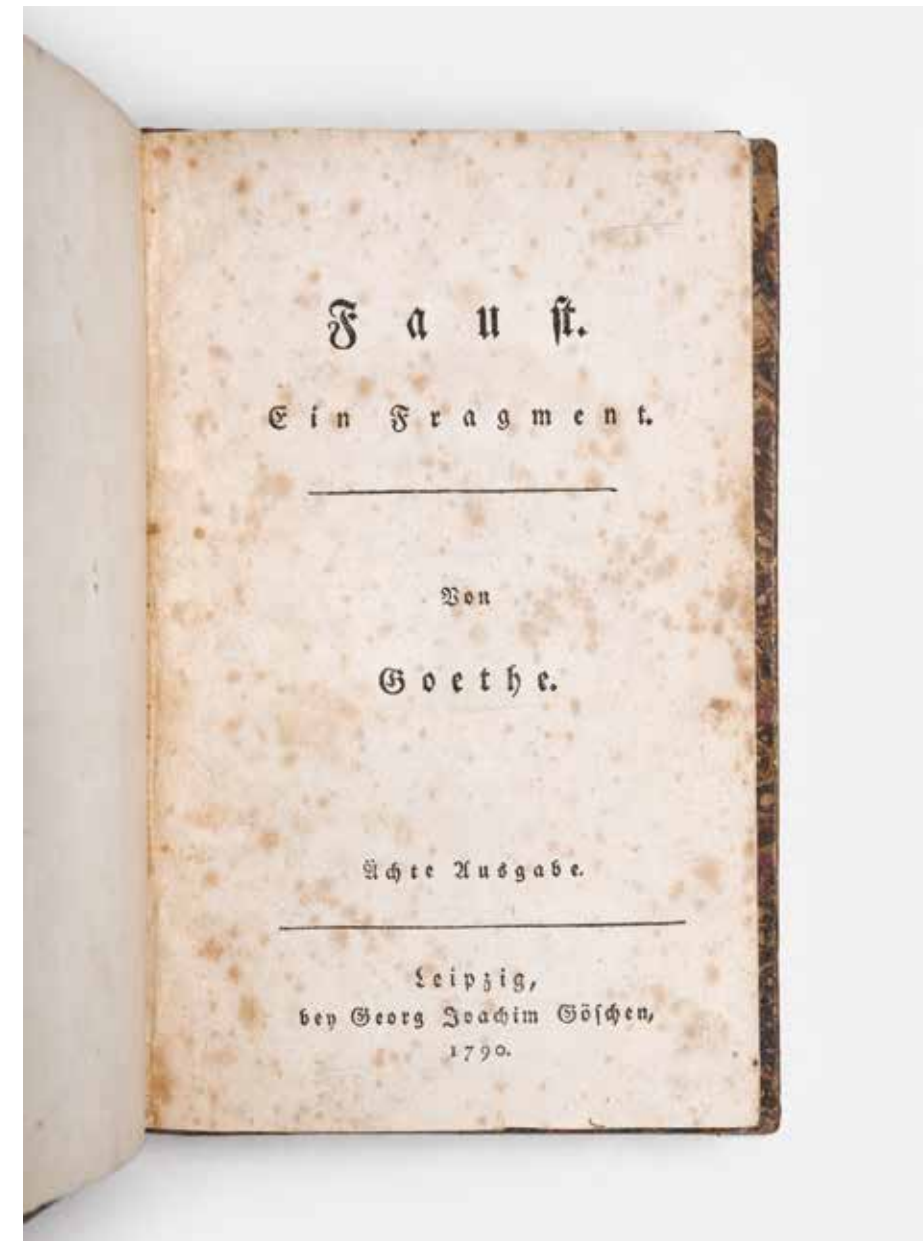 Faust.
Ein Fragment.
Von
Goethe.
Ächte Ausgabe.
Leipzig,
bey Georg Joachim Göschen,
1790.